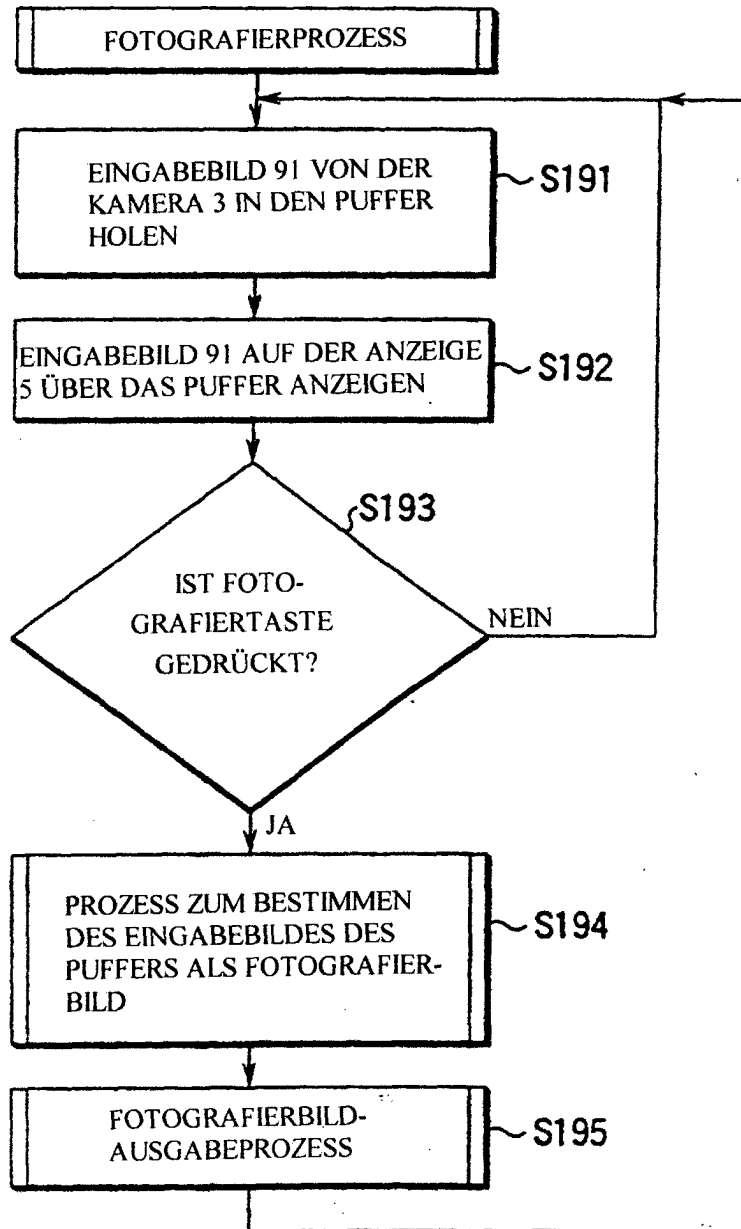 FOTOGRAFIERPROZESS
EINGABEBILD 91 VON DER
KAMERA 3 IN DEN PUFFER
HOLEN
S191
EINGABEBILD 91 AUF DER ANZEIGE
5 ÜBER DAS PUFFER ANZEIGEN
S192
S193
IST FOTO-
GRAFIERTASTE
GEDRÜCKT?
NEIN
JA
PROZESS ZUM BESTIMMEN
DES EINGABEBILDES DES
PUFFERS ALS FOTOGRAFIER-
BILD
S194
FOTOGRAFIERBILD-
AUSGABEPROZESS
S195